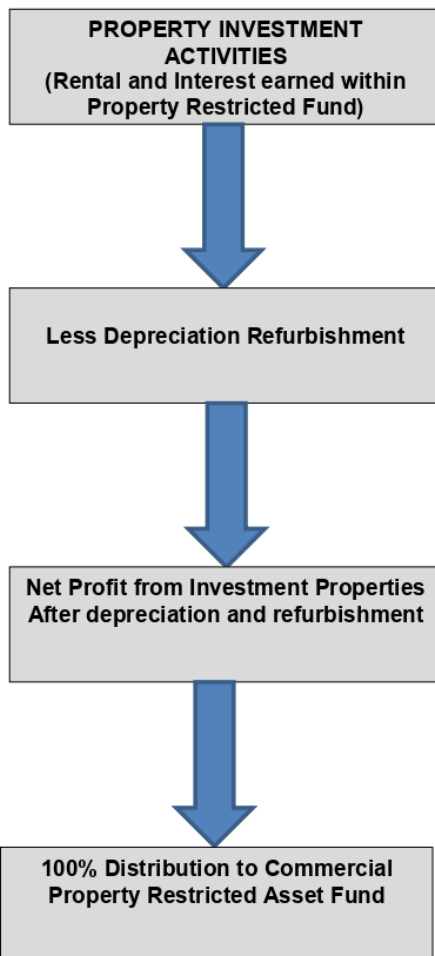 PROPERTY INVESTMENT
ACTIVITIES
(Rental and Interest earned within
Property Restricted Fund)
Less Depreciation Refurbishment
Net Profit from Investment Properties
After depreciation and refurbishment
100% Distribution to Commercial
Property Restricted Asset Fund